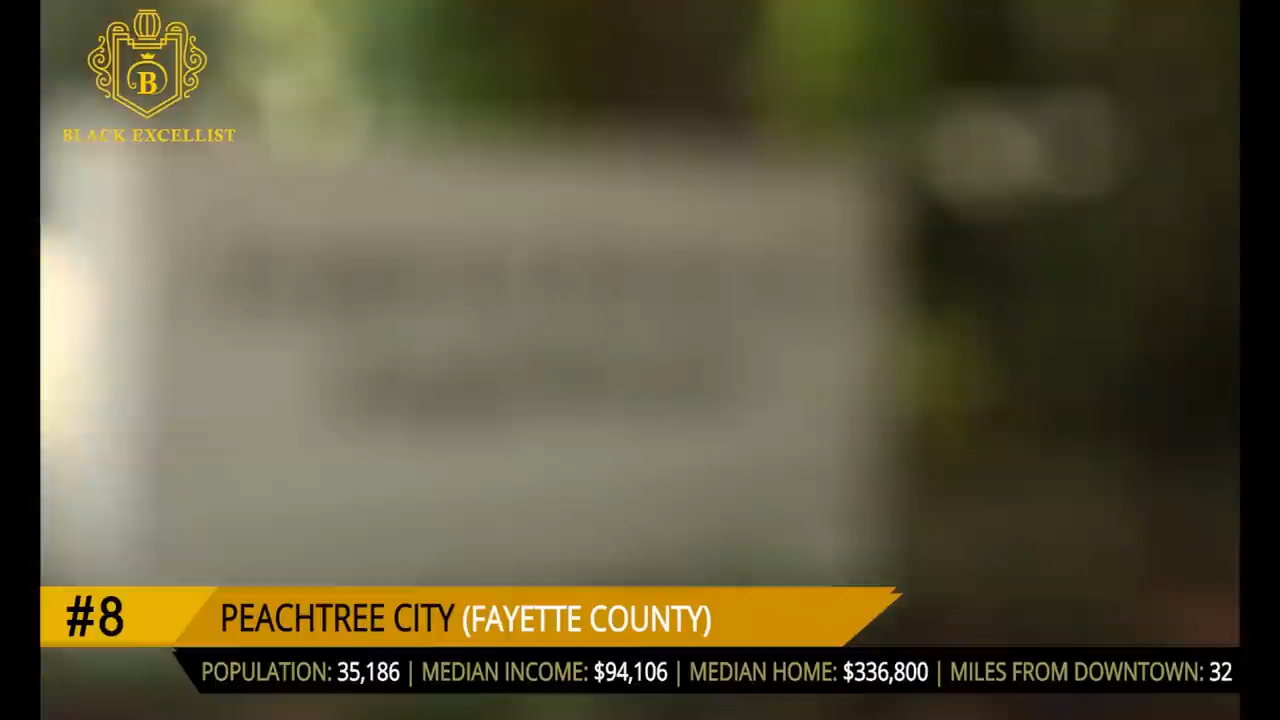 B
BLACK EXCELLIST
#8 PEACHTREE CITY (FAYETTE COUNTY)
POPULATION: 35,186 | MEDIAN INCOME: $94,106 | MEDIAN HOME: $336,800 | MILES FROM DOWNTOWN: 32